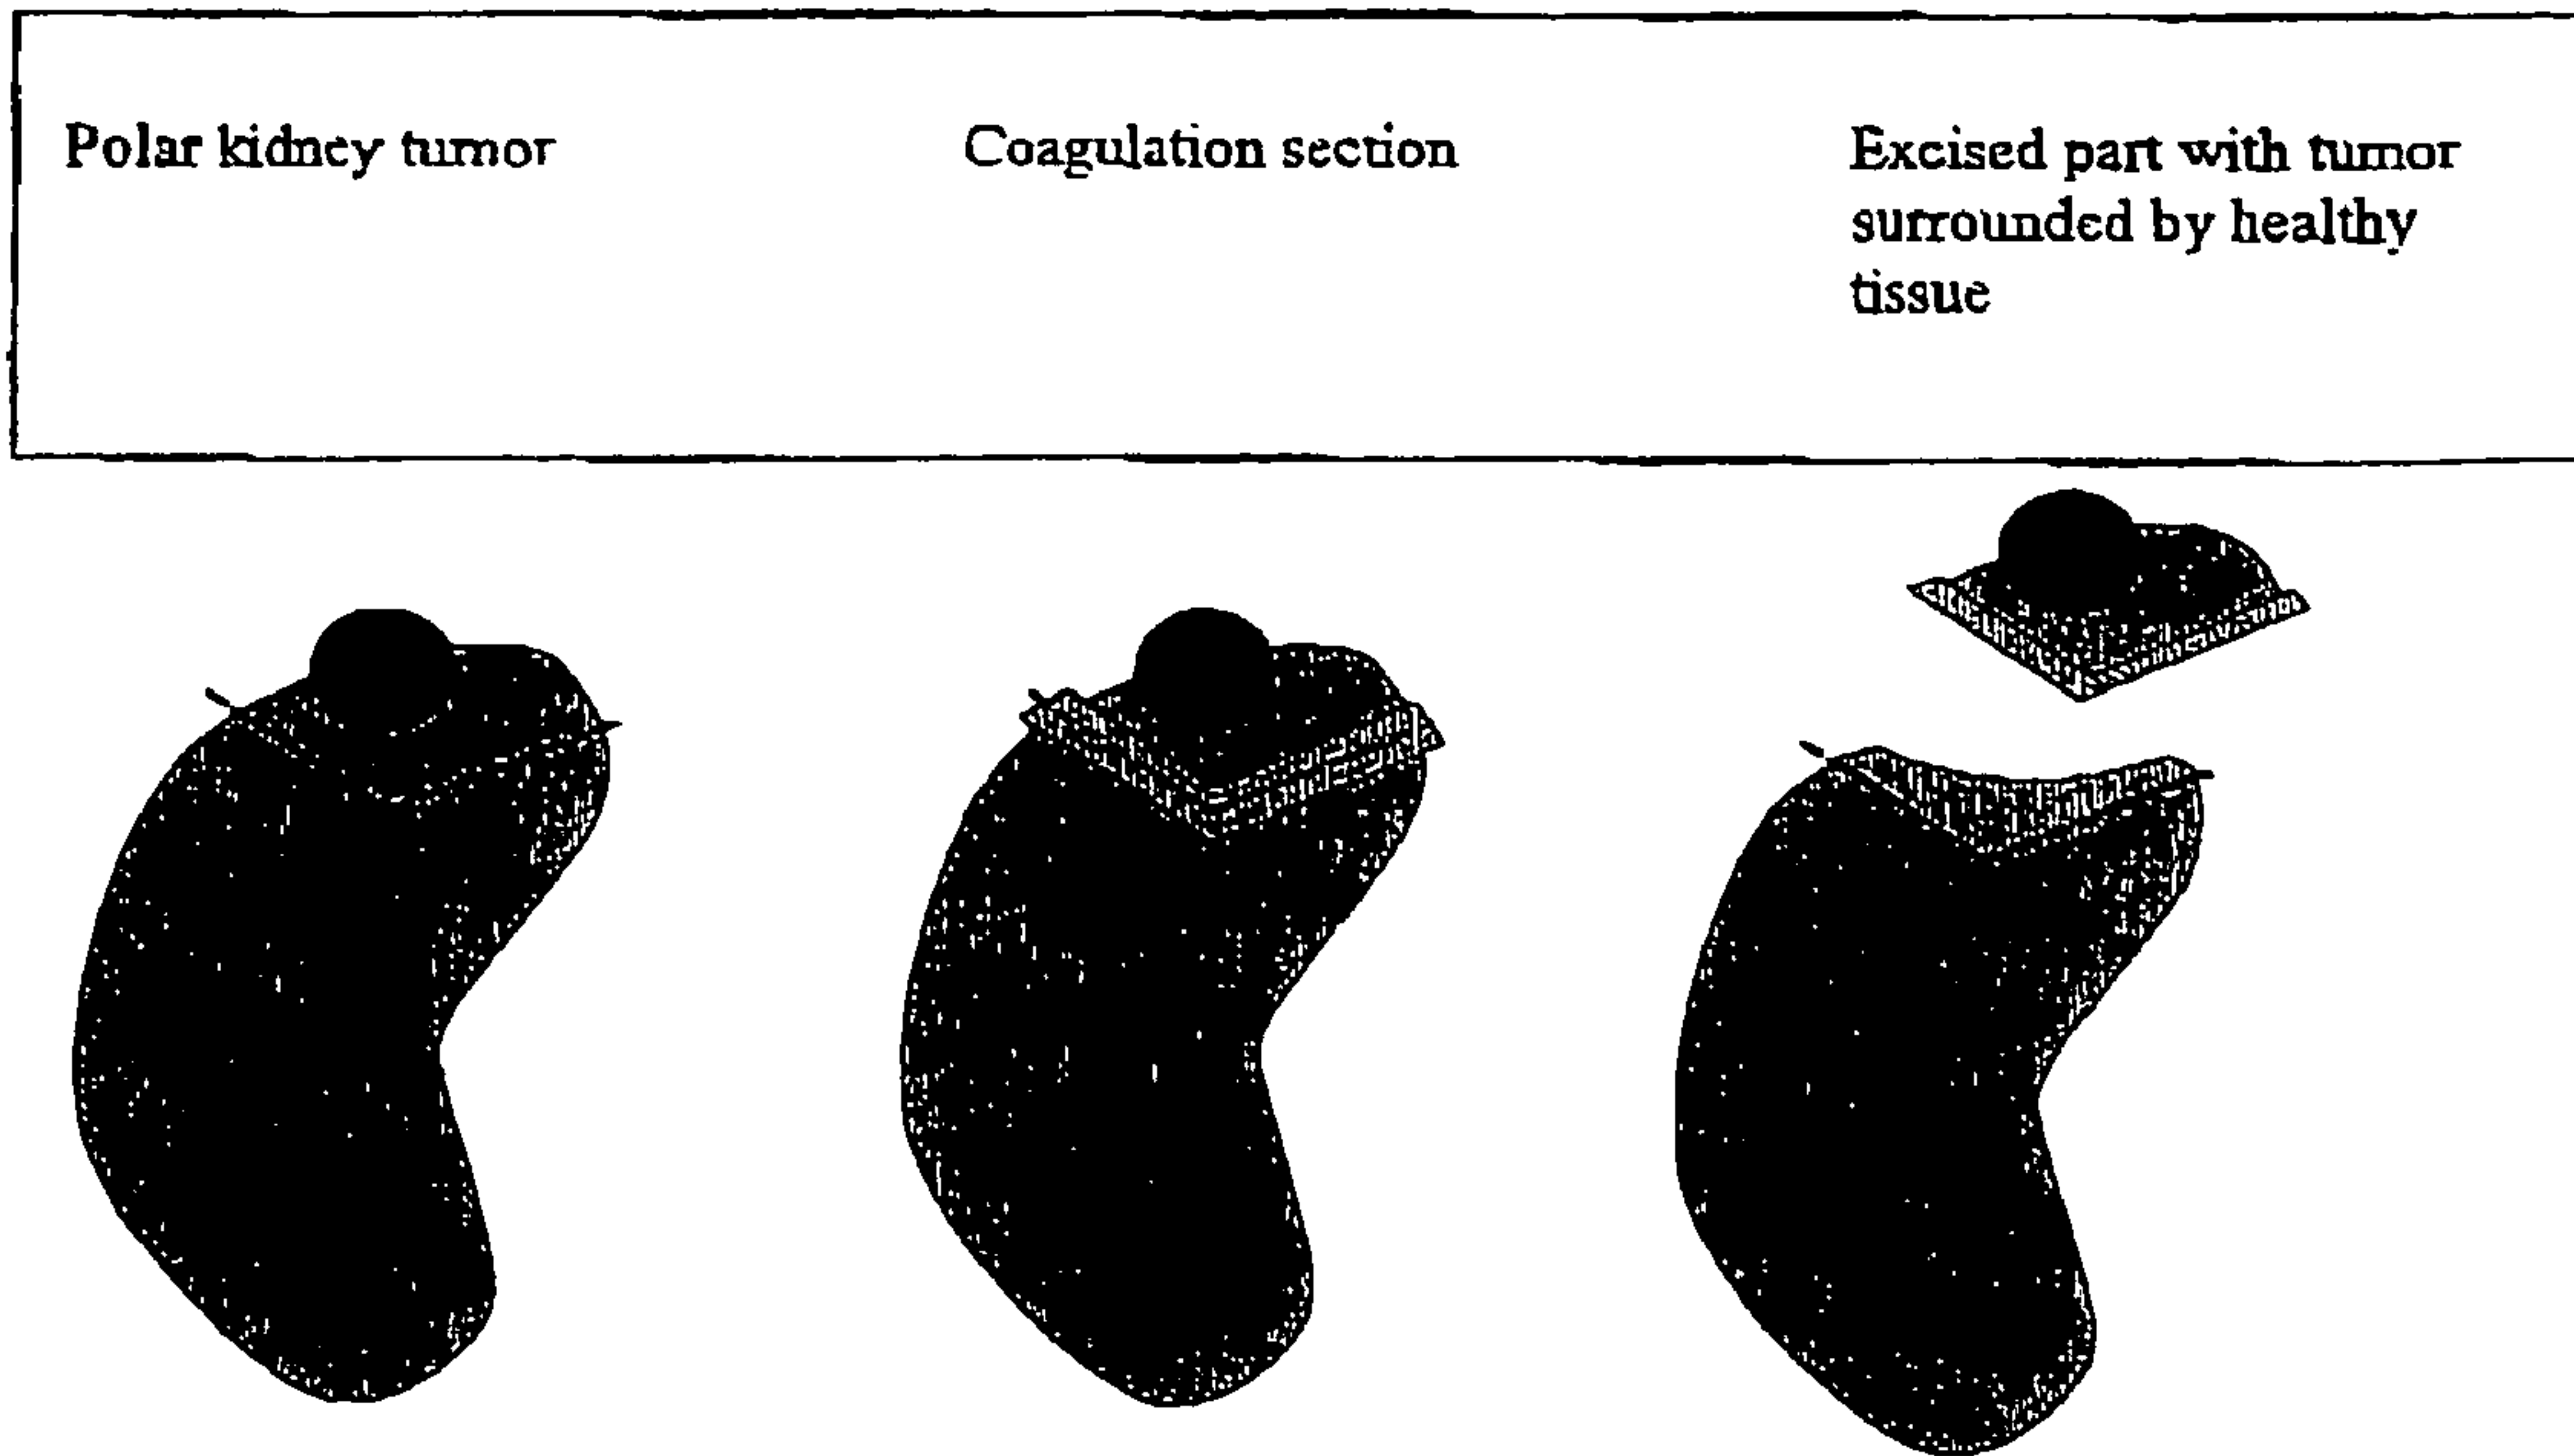 Polar kidney tumor
Coagulation section
Excised part with tumor
surrounded by healthy
tissue